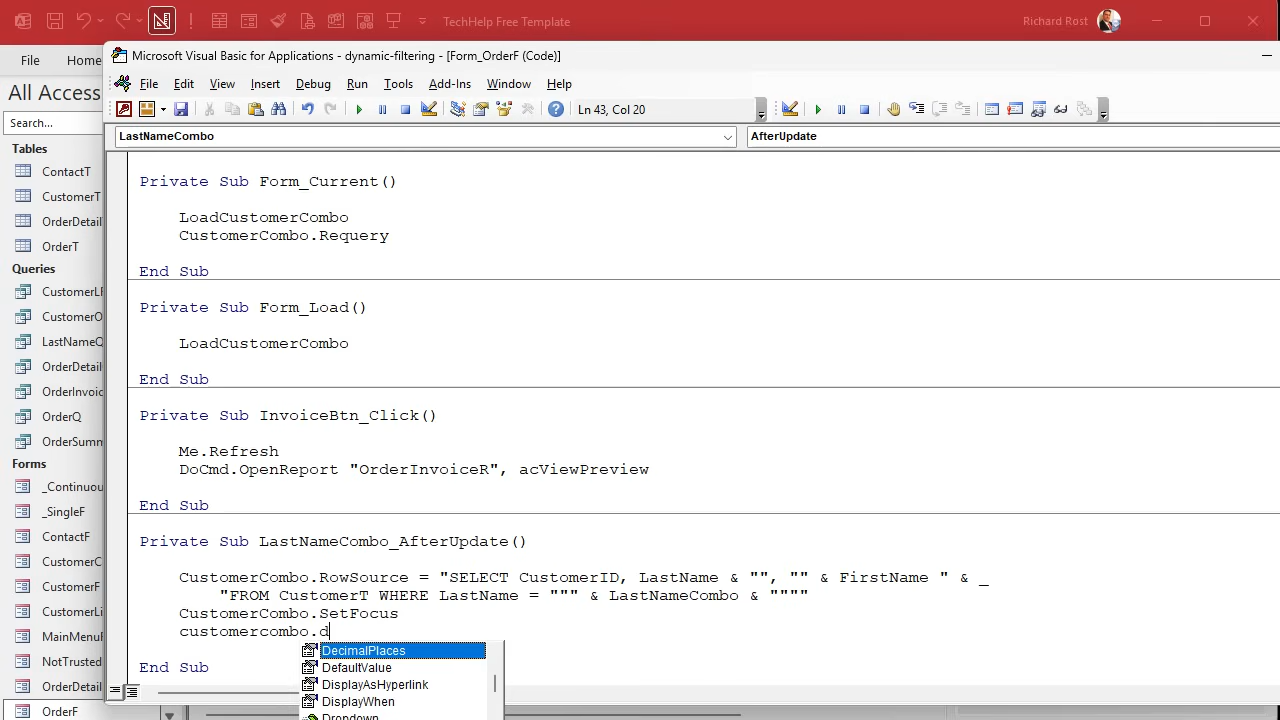 TechHelp Free Template
Richard Rost
File
Home
Microsoft Visual Basic for Applications - dynamic-filtering - [Form_OrderF (Code)]
File Edit View Insert Debug Run Tools Add-Ins Window Help
Ln 43, Col 20
LastNameCombo
AfterUpdate
All Access
Search...
Tables
ContactT
CustomerT
OrderDetail
OrderT
Queries
CustomerLF
CustomerO
LastNameQ
OrderDetail
OrderInvoic
OrderQ
OrderSumm
Forms
_Continuou
_SingleF
ContactF
CustomerC
CustomerF
CustomerLi
MainMenuF
NotTrusted
OrderDetail
OrderF
Private Sub Form_Current()
LoadCustomerCombo
CustomerCombo.Requery
End Sub
Private Sub Form_Load()
LoadCustomerCombo
End Sub
Private Sub InvoiceBtn_Click()
Me.Refresh
DoCmd.OpenReport "OrderInvoiceR", acViewPreview
End Sub
Private Sub LastNameCombo_AfterUpdate()
CustomerCombo.RowSource = "SELECT CustomerID, LastName & "", "" & FirstName " & _
"FROM CustomerT WHERE LastName = """ & LastNameCombo & """"
CustomerCombo.SetFocus
customercombo.d
End Sub
DecimalPlaces
DefaultValue
DisplayAsHyperlink
DisplayWhen
Dropdown